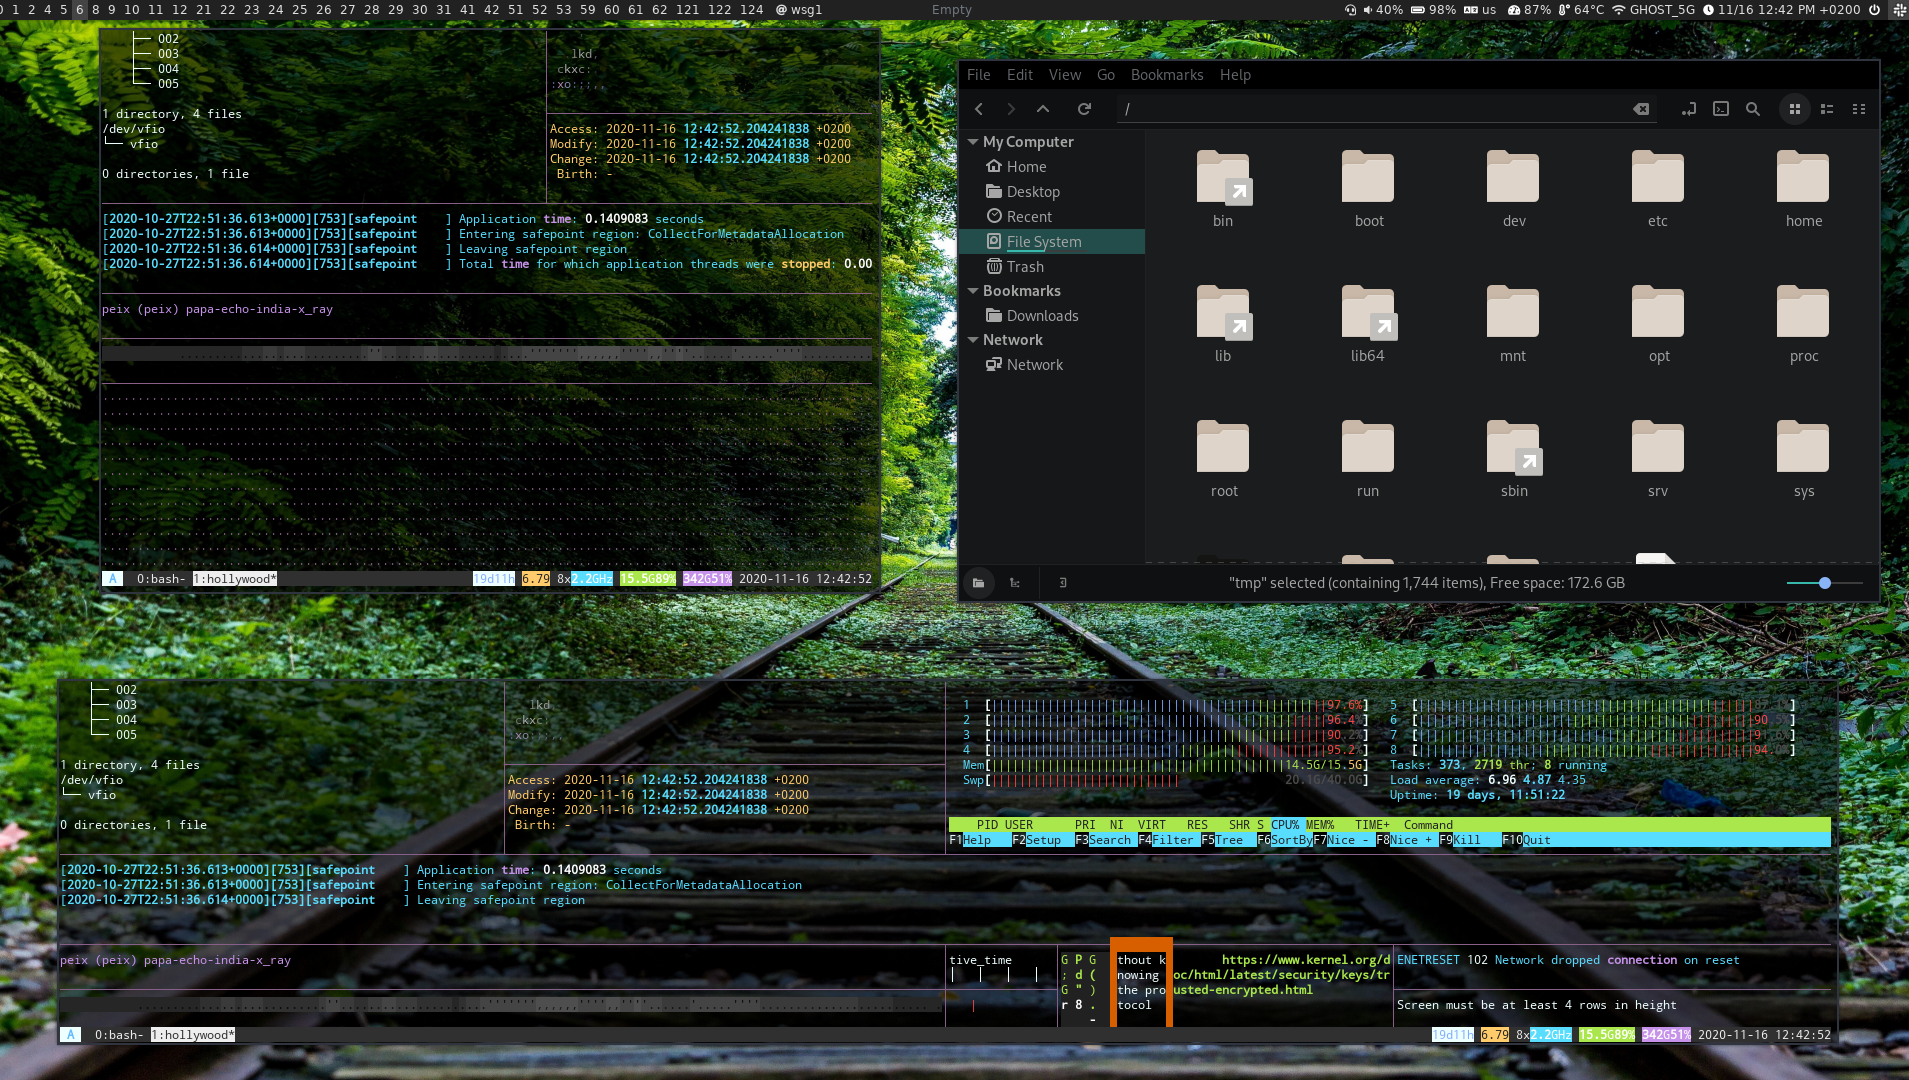 0 1 2 4 5 6 8 9 10 11 12 21 22 23 24 25 26 27 28 29 30 31 41 42 51 52 53 59 60 61 62 121 122 124 @ wsg1 Empty 40% 98% us 87% 64°C GHOST_5G 11/16 12:42 PM +0200
002
003
004
005
1 directory, 4 files
/dev/vfio
└── vfio
0 directories, 1 file
lkd,
ckxc:
:xo:;;,,
Access: 2020-11-16 12:42:52.204241838 +0200
Modify: 2020-11-16 12:42:52.204241838 +0200
Change: 2020-11-16 12:42:52.204241838 +0200
Birth: -
[2020-10-27T22:51:36.613+0000][753][safepoint    ] Application time: 0.1409083 seconds
[2020-10-27T22:51:36.613+0000][753][safepoint    ] Entering safepoint region: CollectForMetadataAllocation
[2020-10-27T22:51:36.614+0000][753][safepoint    ] Leaving safepoint region
[2020-10-27T22:51:36.614+0000][753][safepoint    ] Total time for which application threads were stopped: 0.00
peix (peix) papa-echo-india-x_ray
A 0:bash- 1:hollywood* 19d11h 6.79 8x2.2GHz 15.5G89% 342G51% 2020-11-16 12:42:52
File Edit View Go Bookmarks Help
/
My Computer
Home
Desktop
Recent
File System
Trash
Bookmarks
Downloads
Network
Network
bin boot dev etc home
lib lib64 mnt opt proc
root run sbin srv sys
"tmp" selected (containing 1,744 items), Free space: 172.6 GB
002
003
004
005
1 directory, 4 files
/dev/vfio
└── vfio
0 directories, 1 file
lkd
ckxc:
:xo:;;,,
Access: 2020-11-16 12:42:52.204241838 +0200
Modify: 2020-11-16 12:42:52.204241838 +0200
Change: 2020-11-16 12:42:52.204241838 +0200
Birth: -
1 [ 97.6%] 5 [ ]
2 [ 96.4%] 6 [ 90. ]
3 [ 90.2%] 7 [ ]
4 [ 95.2%] 8 [ 94. ]
Mem[ 14.5G/15.5G] Tasks: 373, 2719 thr; 8 running
Swp[ 20.1G/40.0G] Load average: 6.96 4.87 4.35
Uptime: 19 days, 11:51:22
PID USER PRI NI VIRT RES SHR S CPU% MEM% TIME+ Command
F1Help F2Setup F3Search F4Filter F5Tree F6SortByF7Nice - F8Nice + F9Kill F10Quit
[2020-10-27T22:51:36.613+0000][753][safepoint    ] Application time: 0.1409083 seconds
[2020-10-27T22:51:36.613+0000][753][safepoint    ] Entering safepoint region: CollectForMetadataAllocation
[2020-10-27T22:51:36.614+0000][753][safepoint    ] Leaving safepoint region
peix (peix) papa-echo-india-x_ray
tive_time
G P G
; d (
G " )
r 8 .
-
thout k
nowing
the pro
tocol
https://www.kernel.org/d
oc/html/latest/security/keys/tr
usted-encrypted.html
ENETRESET 102 Network dropped connection on reset
Screen must be at least 4 rows in height
A 0:bash- 1:hollywood* 19d11h 6.79 8x2.2GHz 15.5G89% 342G51% 2020-11-16 12:42:52